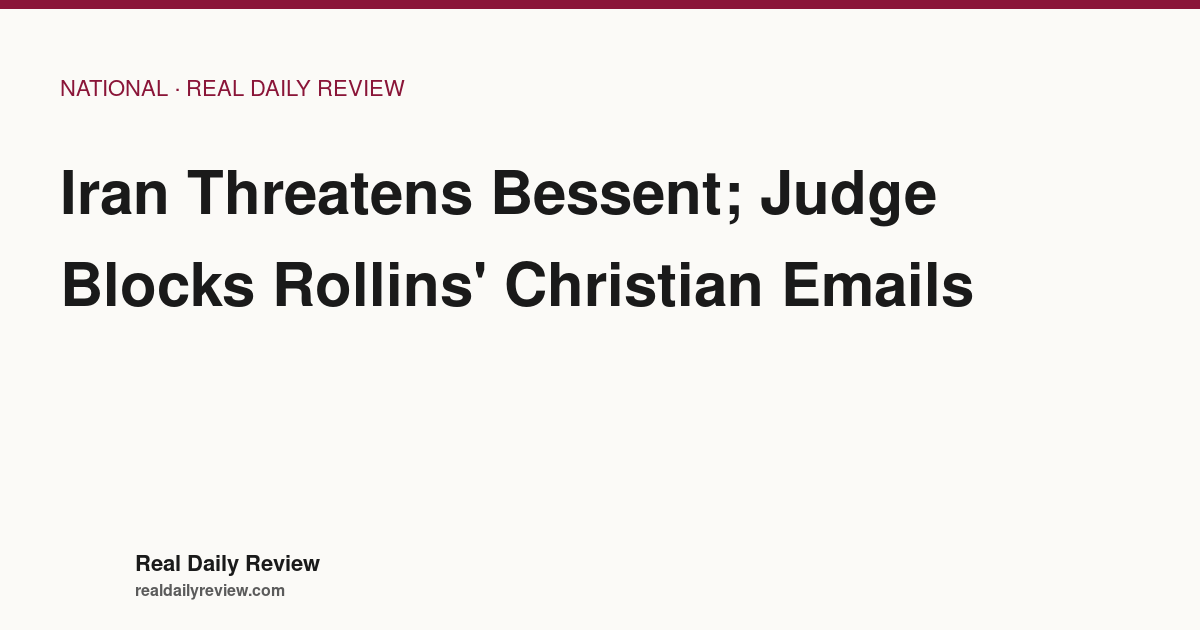 NATIONAL · REAL DAILY REVIEW
Iran Threatens Bessent; Judge
Blocks Rollins' Christian Emails
Real Daily Review
realdailyreview.com